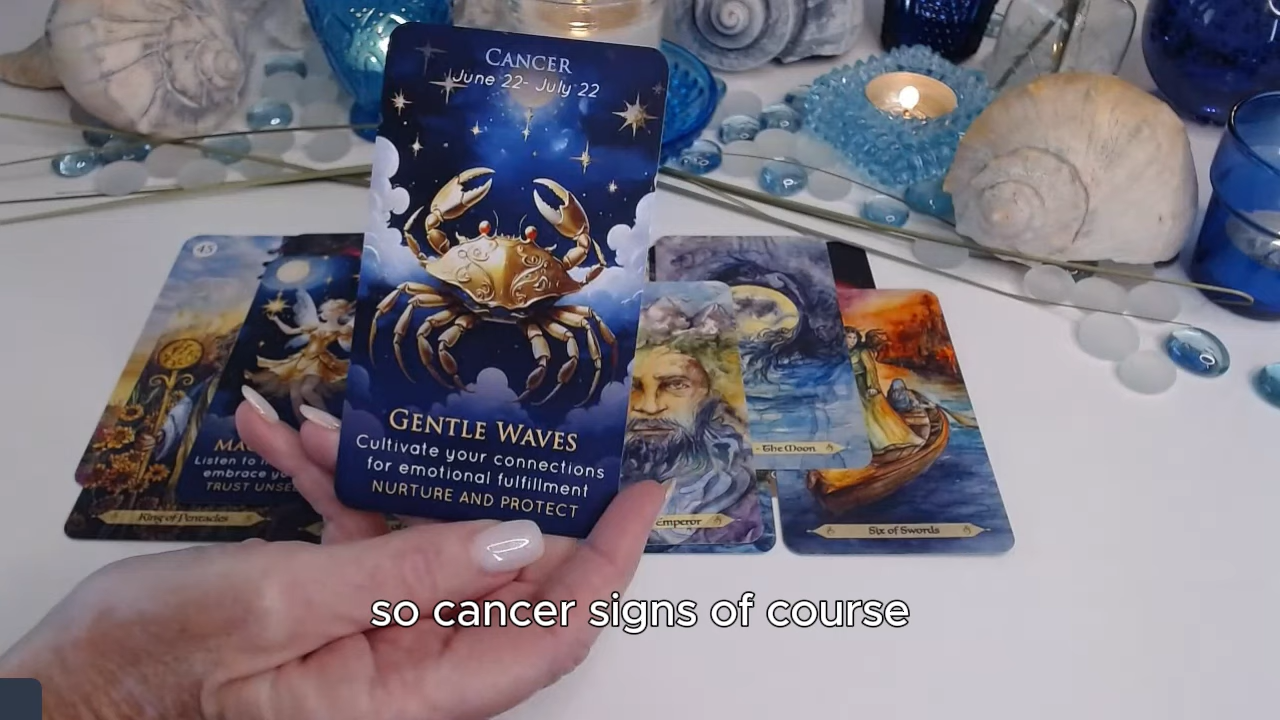 CANCER
June 22- July 22
GENTLE WAVES
Cultivate your connections
for emotional fulfillment
NURTURE AND PROTECT
45
Listen to
embrace
TRUST
King of Pentacles
- The Moon
Emperor
Six of Swords
so cancer signs of course